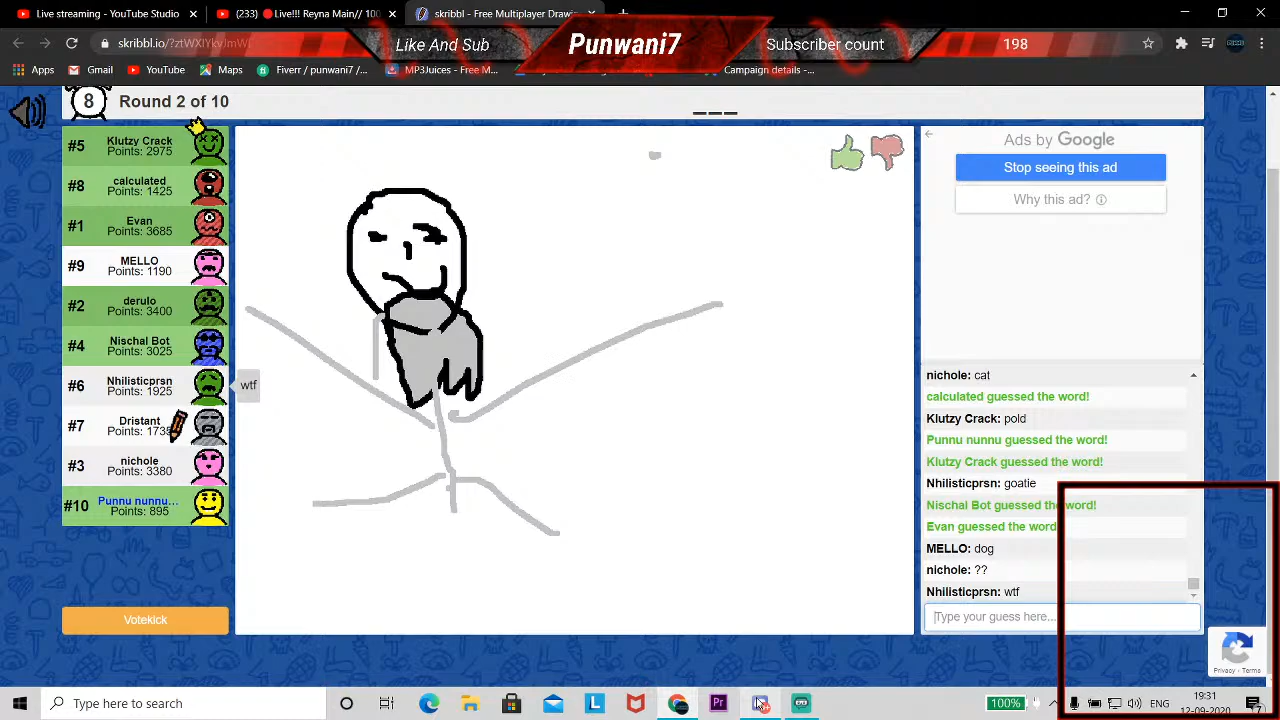 Live streaming - YouTube Studio
(233) Live!!! Reyna Main// 100
skribbl - Free Multiplayer Drawi
skribbl.io/?ztWXIYkvJmWl
Like And Sub
Punwani7
Subscriber count
198
Apps
Gmail
YouTube
Maps
Fiverr / punwani7 /...
MP3Juices - Free M...
Campaign details -...
8
Round 2 of 10
#5 Klutzy Crack
Points: 2975
#8 calculated
Points: 1425
#1 Evan
Points: 3685
#9 MELLO
Points: 1190
#2 derulo
Points: 3400
#4 Nischal Bot
Points: 3025
#6 Nhilisticprsn
Points: 1925
wtf
#7 Dristant
Points: 1735
#3 nichole
Points: 3380
#10 Punnu nunnu...
Points: 895
Votekick
Ads by Google
Stop seeing this ad
Why this ad?
nichole: cat
calculated guessed the word!
Klutzy Crack: pold
Punnu nunnu guessed the word!
Klutzy Crack guessed the word!
Nhilisticprsn: goatie
Nischal Bot guessed the word!
Evan guessed the word
MELLO: dog
nichole: ??
Nhilisticprsn: wtf
Type your guess here...
Privacy - Terms
Type here to search
100%
ENG
19:31
12-09-2020